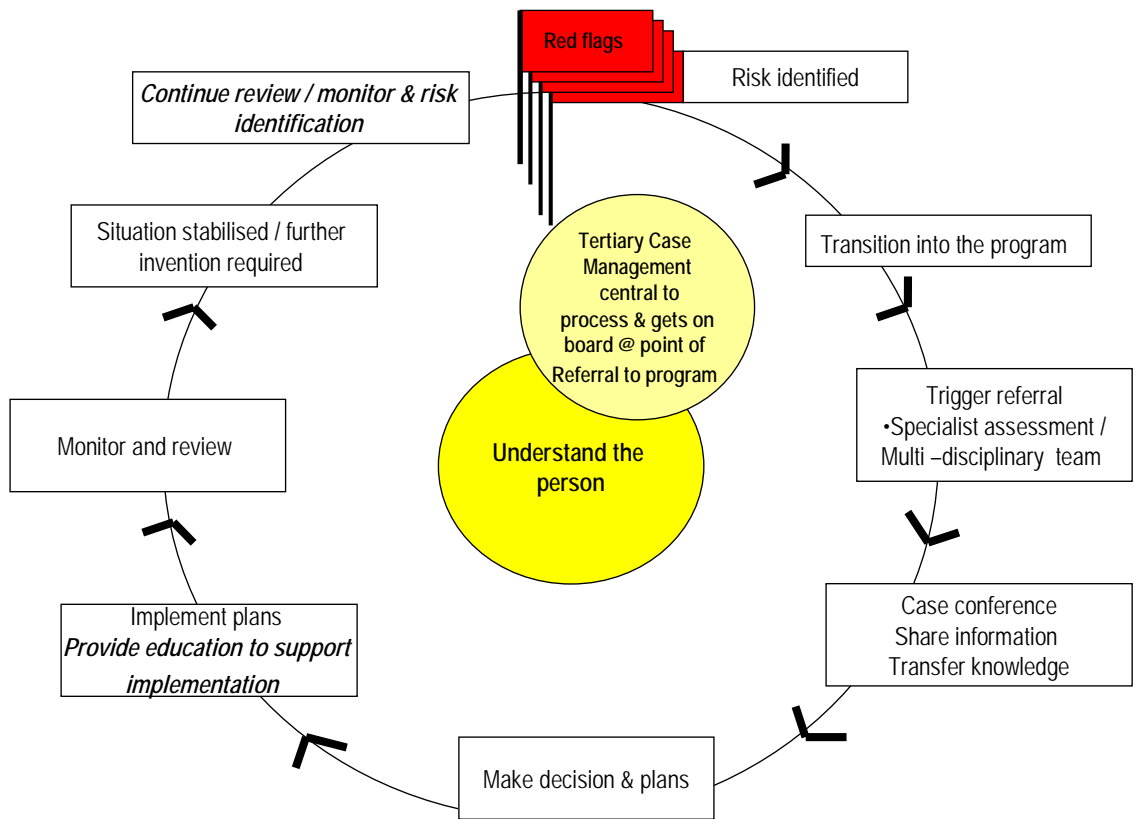 Red flags
Risk identified
Transition into the program
Trigger referral
•Specialist assessment /
Multi –disciplinary team
Case conference
Share information
Transfer knowledge
Make decision & plans
Implement plans
Provide education to support
implementation
Monitor and review
Situation stabilised / further
invention required
Continue review / monitor & risk
identification
Tertiary Case
Management
central to
process & gets on
board @ point of
Referral to program
Understand the
person